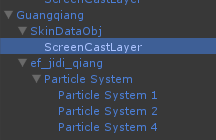 ScreenCastLayer
Guangqiang
SkinDataObj
ScreenCastLayer
ef_jidi_qiang
Particle System
Particle System 1
Particle System 2
Particle System 4